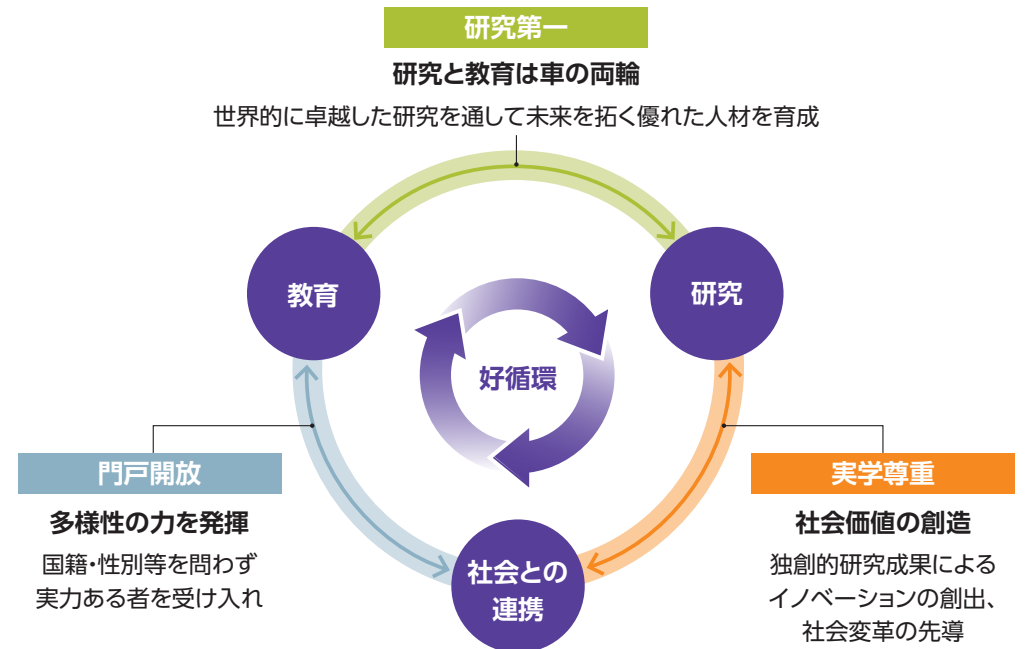 研究第一
研究と教育は車の両輪
世界的に卓越した研究を通して未来を拓く優れた人材を育成
教育
研究
好循環
門戸開放
多様性の力を発揮
国籍・性別等を問わず
実力ある者を受け入れ
社会との
連携
実学尊重
社会価値の創造
独創的研究成果による
イノベーションの創出、
社会変革の先導